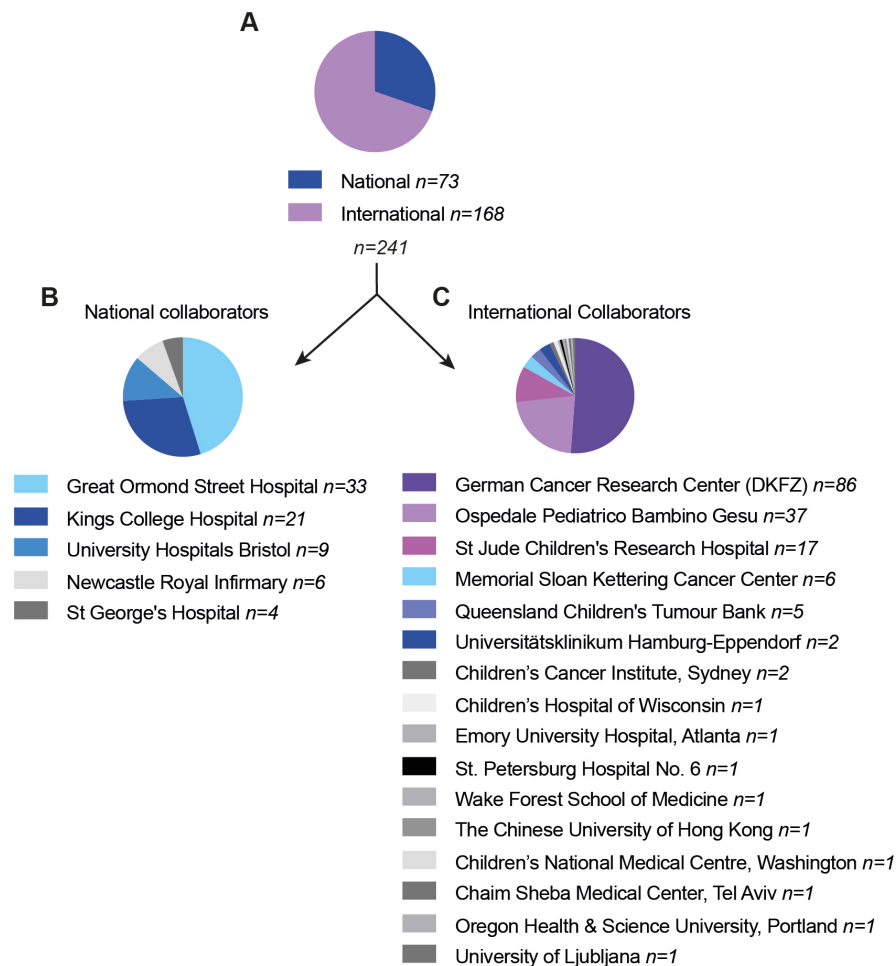 A
National n=73
International n=168
n=241
B
National collaborators
Great Ormond Street Hospital n=33
Kings College Hospital n=21
University Hospitals Bristol n=9
Newcastle Royal Infirmary n=6
St George's Hospital n=4
C
International Collaborators
German Cancer Research Center (DKFZ) n=86
Ospedale Pediatrico Bambino Gesu n=37
St Jude Children's Research Hospital n=17
Memorial Sloan Kettering Cancer Center n=6
Queensland Children's Tumour Bank n=5
Universitätsklinikum Hamburg-Eppendorf n=2
Children’s Cancer Institute, Sydney n=2
Children’s Hospital of Wisconsin n=1
Emory University Hospital, Atlanta n=1
St. Petersburg Hospital No. 6 n=1
Wake Forest School of Medicine n=1
The Chinese University of Hong Kong n=1
Children’s National Medical Centre, Washington n=1
Chaim Sheba Medical Center, Tel Aviv n=1
Oregon Health & Science University, Portland n=1
University of Ljubljana n=1